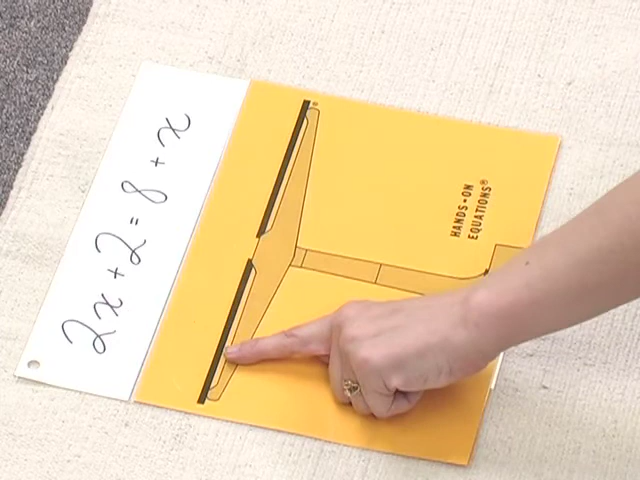 2x + 2 = 8 + x
HANDS-ON
EQUATIONS®